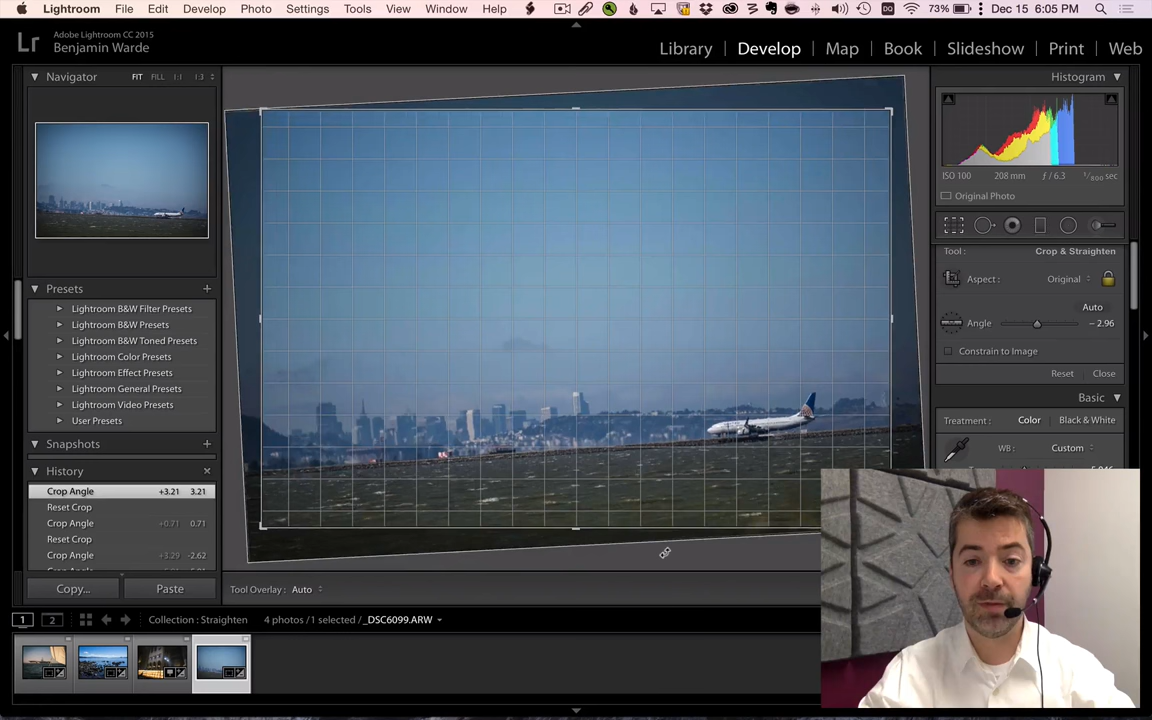 Lightroom File Edit Develop Photo Settings Tools View Window Help DQ 73% Dec 15 6:05 PM
Lr Adobe Lightroom CC 2015
Benjamin Warde
Library | Develop | Map | Book | Slideshow | Print | Web
Navigator FIT FILL 1:1 1:3
Histogram
ISO 100 208 mm ƒ / 6.3 1/800 sec
Original Photo
Tool : Crop & Straighten
Aspect : Original
Auto
Angle − 2.96
Constrain to Image
Reset Close
Basic
Treatment : Color Black & White
WB : Custom
Presets +
Lightroom B&W Filter Presets
Lightroom B&W Presets
Lightroom B&W Toned Presets
Lightroom Color Presets
Lightroom Effect Presets
Lightroom General Presets
Lightroom Video Presets
User Presets
Snapshots +
History ×
Crop Angle +3.21 3.21
Reset Crop
Crop Angle +0.71 0.71
Reset Crop
Crop Angle +3.29 -2.62
Copy... Paste
Tool Overlay : Auto
1 2 Collection : Straighten 4 photos / 1 selected / _DSC6099.ARW